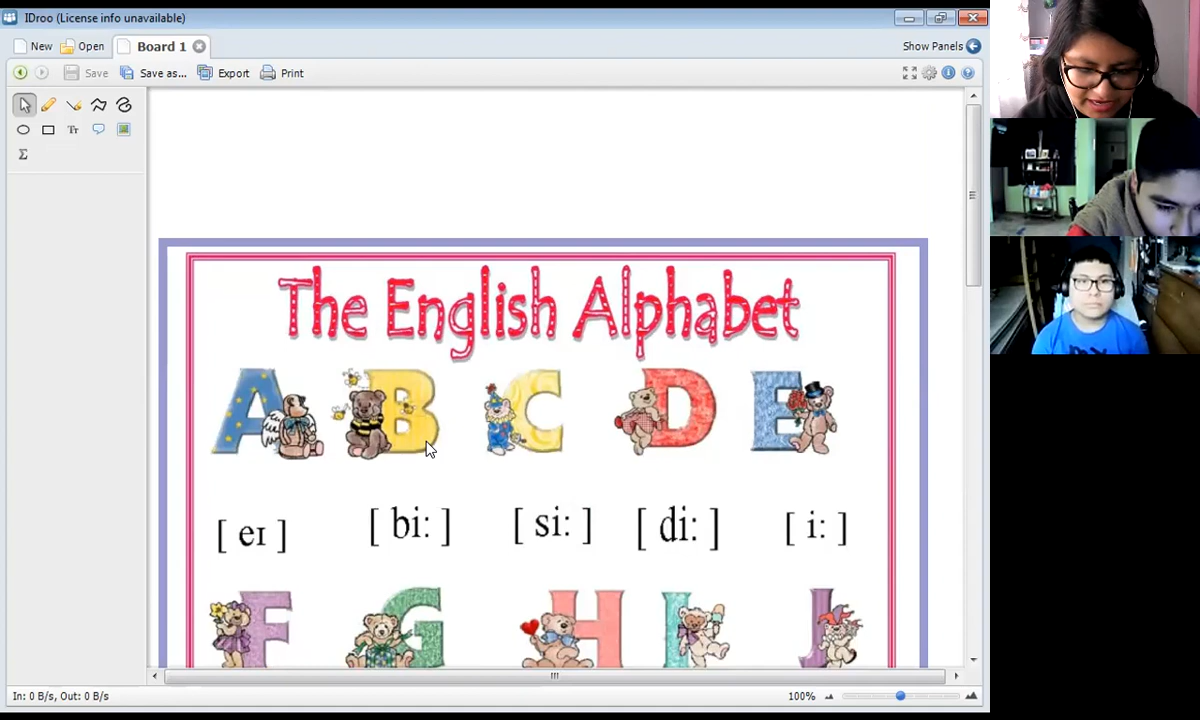 IDroo (License info unavailable)
New Open Board 1 Show Panels
Save Save as... Export Print
Tr
Σ
The English Alphabet
A B C D E
[ eɪ ] [ bi: ] [ si: ] [ di: ] [ i: ]
F G H I J
In: 0 B/s, Out: 0 B/s 100%